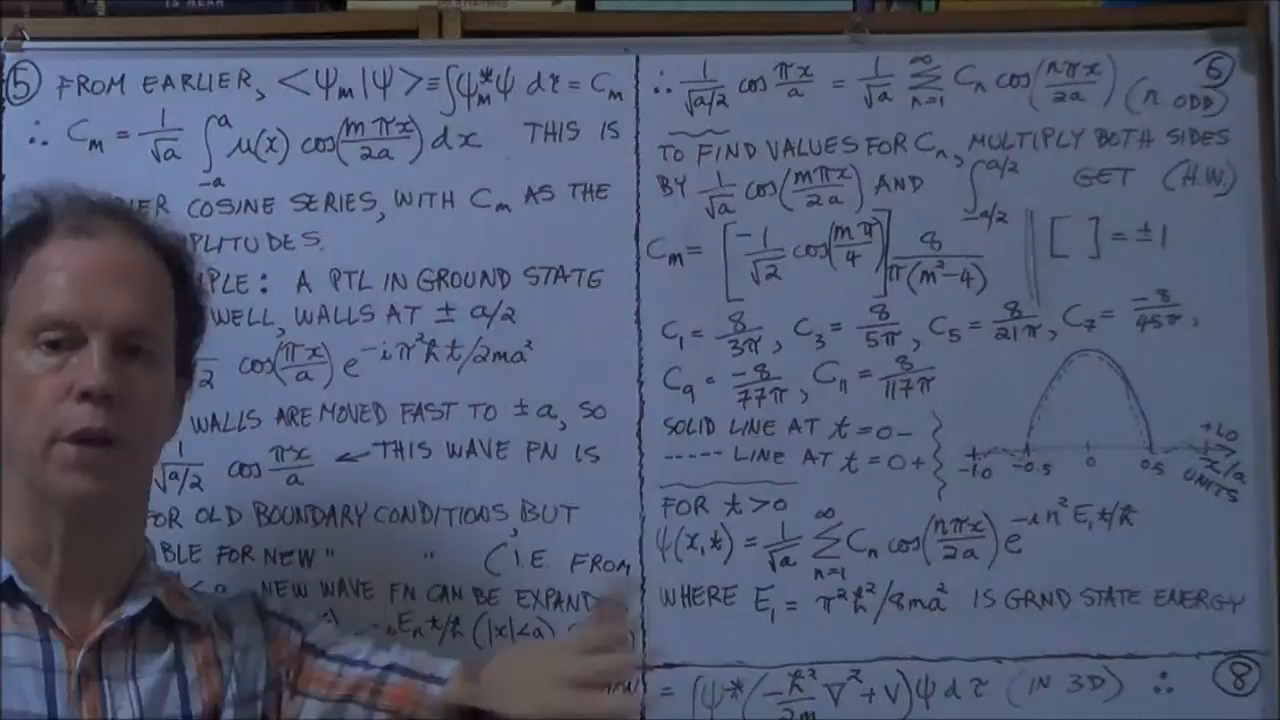 ⑤ FROM EARLIER, <Ψm|Ψ> ≡ ∫Ψm*Ψ dτ = Cm
∴ Cm = 1/√a ∫_{-a}^{a} u(x) cos(mπx/2a) dx THIS IS
COSINE SERIES, WITH Cm AS THE
: A PTL IN GROUND STATE
WELL, WALLS AT ± a/2
cos(πx/a) e^{-iπ²ħt/2ma²}
WALLS ARE MOVED FAST TO ±a, SO
1/√(a/2) cos πx/a ← THIS WAVE FN IS
OLD BOUNDARY CONDITIONS, BUT
FOR NEW " " (I.E. FROM
NEW WAVE FN CAN BE
Ent/ħ (|x|<a)
∴ 1/√(a/2) cos πx/a = 1/√a Σ_{n=1}^{∞} Cn cos(nπx/2a) (n ODD)
6
TO FIND VALUES FOR Cn, MULTIPLY BOTH SIDES
BY 1/√a cos(mπx/2a) AND ∫_{-a/2}^{a/2} GET (H.W.)
Cm = [-1/√2 cos(mπ/4)] 8/π(m²-4) || [ ] = ±1
C1 = 8/3π, C3 = 8/5π, C5 = 8/21π, C7 = -8/45π,
C9 = -8/77π, C11 = 8/117π
SOLID LINE AT t=0-
----- LINE AT t=0+
-1.0 -0.5 0 0.5 +1.0
x/a
UNITS
FOR t>0
Ψ(x,t) = 1/√a Σ_{n=1}^{∞} Cn cos(nπx/2a) e^{-in²E1t/ħ}
WHERE E1 = π²ħ²/8ma² IS GRND STATE ENERGY
= ∫Ψ*(-ħ²/2m ∇²+V)Ψ dτ (IN 3D) ∴
⑧